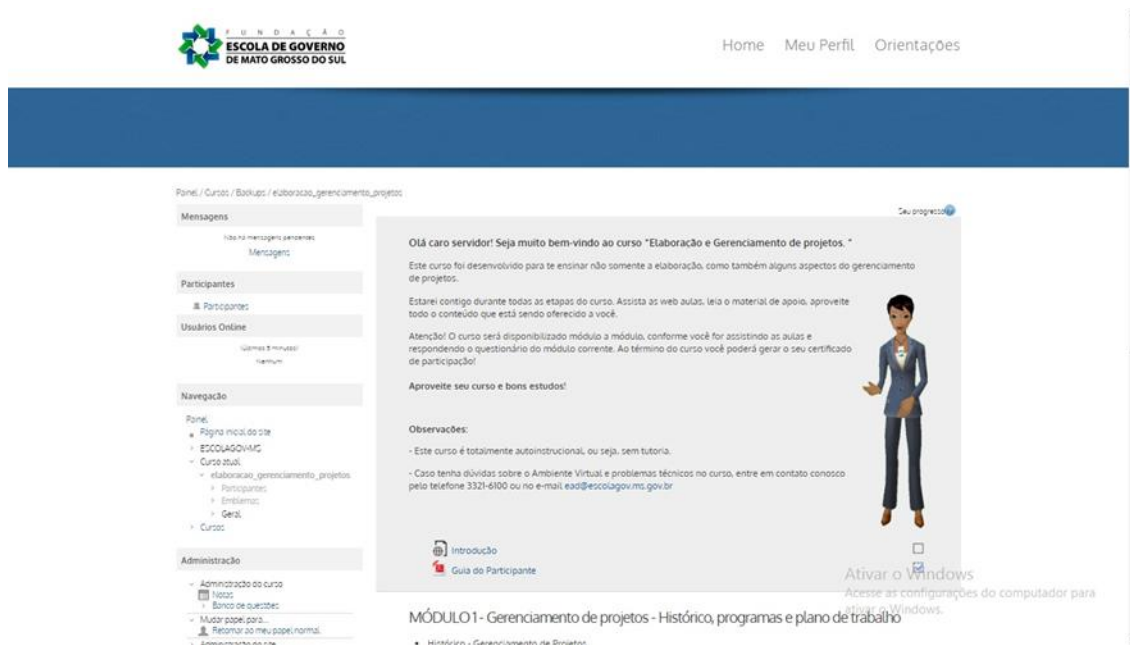 FUNDAÇÃO
ESCOLA DE GOVERNO
DE MATO GROSSO DO SUL
Home Meu Perfil Orientações
Painel / Cursos / Backups / elaboracao_gerenciamento_projetos
Seu progresso
Mensagens
Não há mensagens pendentes
Mensagens
Participantes
Participantes
Usuários Online
(últimos 5 minutos)
Nenhum
Navegação
Painel
Página inicial do site
ESCOLAGOV-MS
Curso atual
elaboracao_gerenciamento_projetos
Participantes
Emblemas
Geral
Cursos
Administração
Administração do curso
Notas
Banco de questões
Mudar papel para...
Retornar ao meu papel normal
Administração do site
Olá caro servidor! Seja muito bem-vindo ao curso "Elaboração e Gerenciamento de projetos. "
Este curso foi desenvolvido para te ensinar não somente a elaboração, como também alguns aspectos do gerenciamento
de projetos.
Estarei contigo durante todas as etapas do curso. Assista as web aulas, leia o material de apoio, aproveite
todo o conteúdo que está sendo oferecido a você.
Atenção! O curso será disponibilizado módulo a módulo, conforme você for assistindo as aulas e
respondendo o questionário do módulo corrente. Ao término do curso você poderá gerar o seu certificado
de participação!
Aproveite seu curso e bons estudos!
Observações:
- Este curso é totalmente autoinstrucional, ou seja, sem tutoria.
- Caso tenha dúvidas sobre o Ambiente Virtual e problemas técnicos no curso, entre em contato conosco
pelo telefone 3321-6100 ou no e-mail ead@escolagov.ms.gov.br
Introdução
Guia do Participante
Ativar o Windows
Acesse as configurações do computador para
ativar o Windows.
MÓDULO 1- Gerenciamento de projetos - Histórico, programas e plano de trabalho
Histórico - Gerenciamento de Projetos